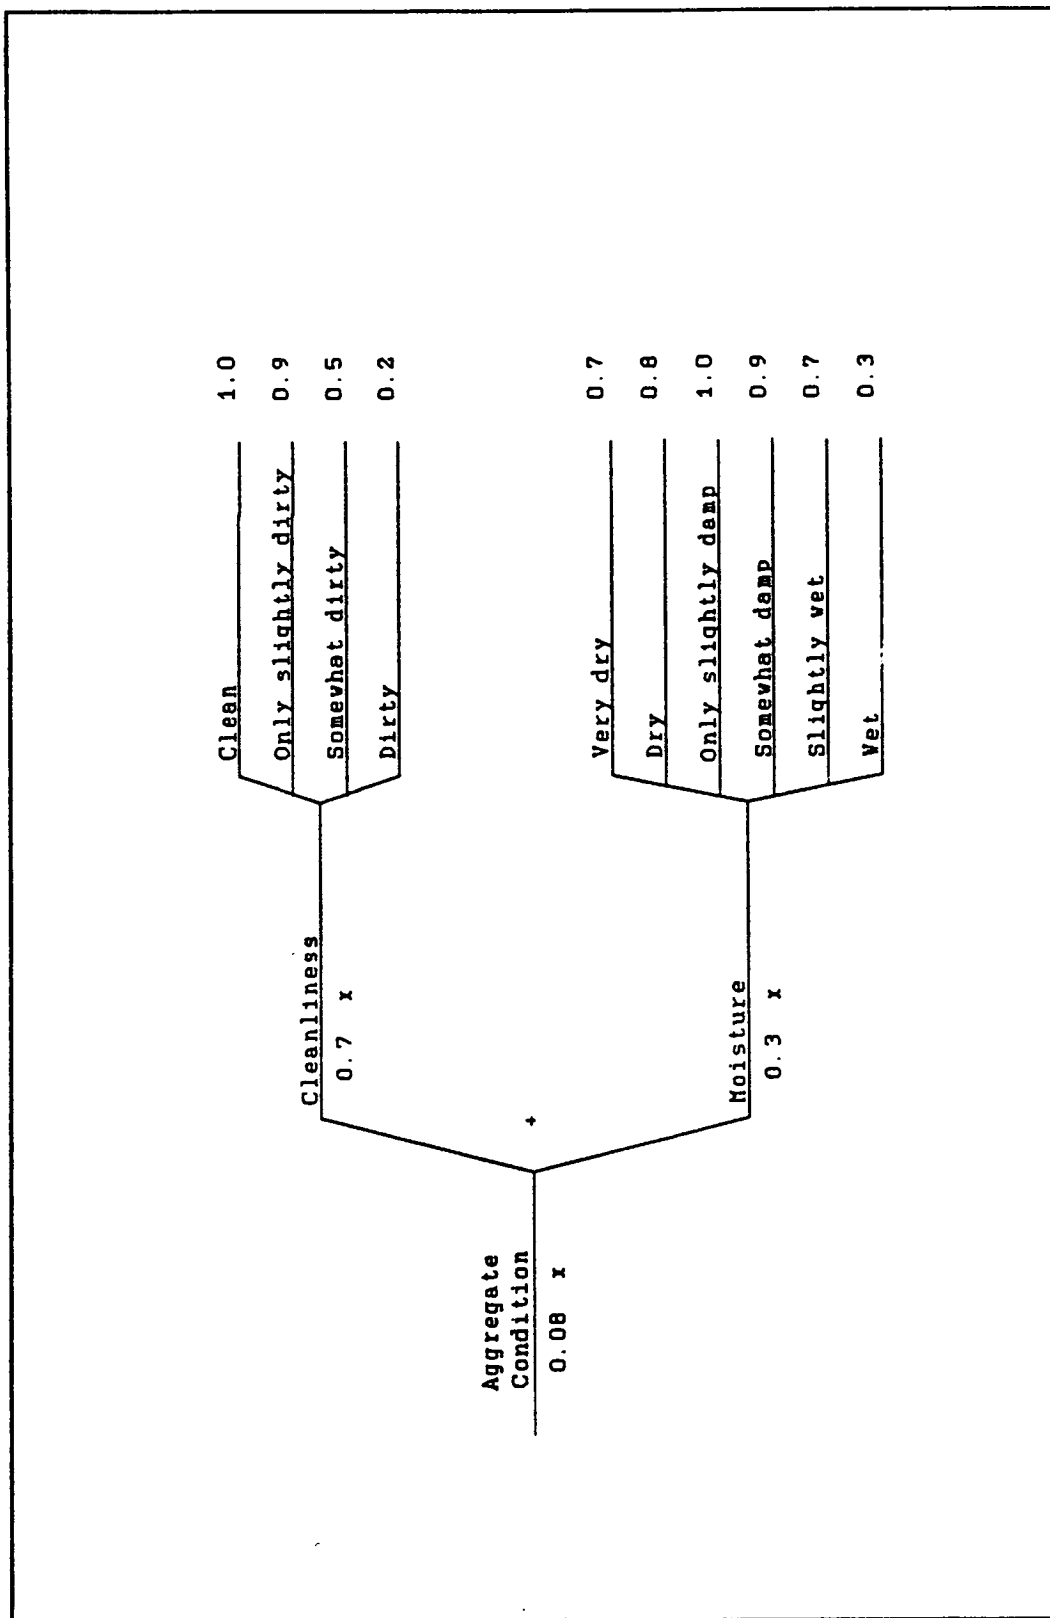 Aggregate
Condition
0.08 x
+
Cleanliness
0.7 x
Clean 1.0
Only slightly dirty 0.9
Somewhat dirty 0.5
Dirty 0.2
Moisture
0.3 x
Very dry 0.7
Dry 0.8
Only slightly damp 1.0
Somewhat damp 0.9
Slightly wet 0.7
Wet 0.3